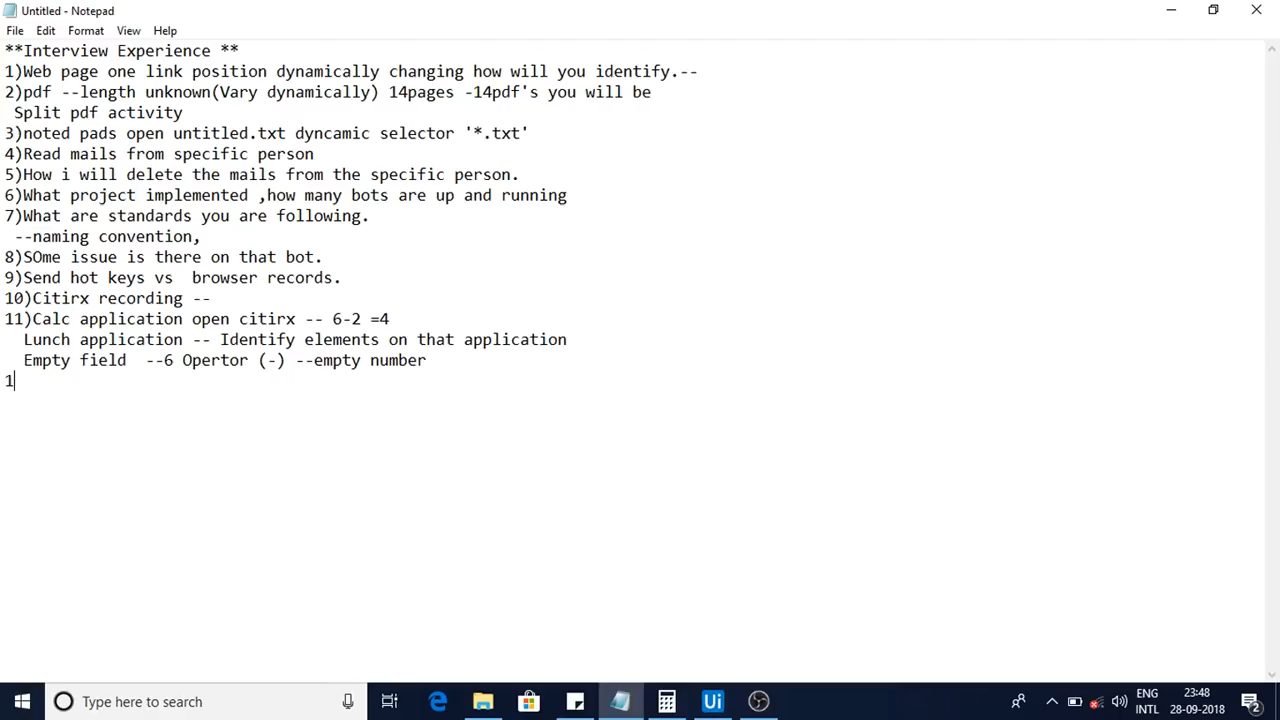 Untitled - Notepad
File Edit Format View Help
**Interview Experience **
1)Web page one link position dynamically changing how will you identify.--
2)pdf --length unknown(Vary dynamically) 14pages -14pdf's you will be
Split pdf activity
3)noted pads open untitled.txt dyncamic selector '*.txt'
4)Read mails from specific person
5)How i will delete the mails from the specific person.
6)What project implemented ,how many bots are up and running
7)What are standards you are following.
--naming convention,
8)SOme issue is there on that bot.
9)Send hot keys vs  browser records.
10)Citirx recording --
11)Calc application open citirx -- 6-2 =4
Lunch application -- Identify elements on that application
Empty field  --6 Opertor (-) --empty number
1
Type here to search
Ui
ENG
INTL
23:48
28-09-2018
2